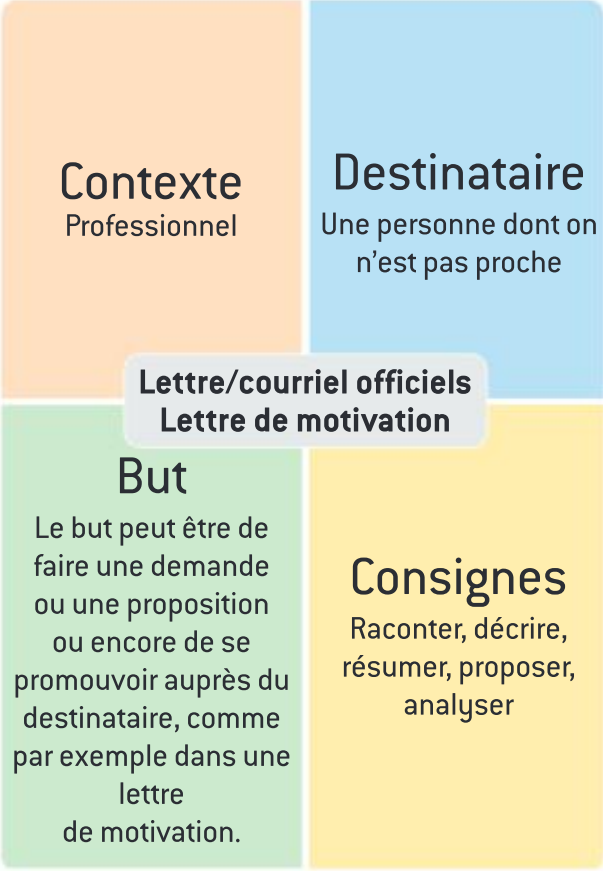 Contexte
Professionnel
Destinataire
Une personne dont on
n'est pas proche
Lettre/courriel officiels
Lettre de motivation
But
Le but peut être de
faire une demande
ou une proposition
ou encore de se
promouvoir auprès du
destinataire, comme
par exemple dans une
lettre
de motivation.
Consignes
Raconter, décrire,
résumer, proposer,
analyser